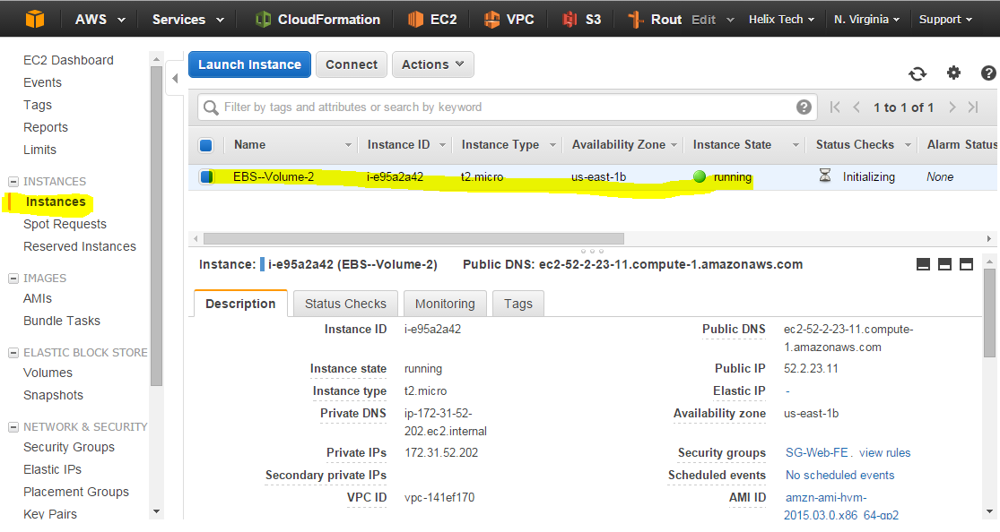 AWS Services CloudFormation EC2 VPC S3 Rout Edit Helix Tech N. Virginia Support
EC2 Dashboard
Events
Tags
Reports
Limits
INSTANCES
Instances
Spot Requests
Reserved Instances
IMAGES
AMIs
Bundle Tasks
ELASTIC BLOCK STORE
Volumes
Snapshots
NETWORK & SECURITY
Security Groups
Elastic IPs
Placement Groups
Key Pairs
Launch Instance Connect Actions
Filter by tags and attributes or search by keyword ? 1 to 1 of 1
Name Instance ID Instance Type Availability Zone Instance State Status Checks Alarm Status
EBS--Volume-2 i-e95a2a42 t2.micro us-east-1b running Initializing None
Instance: i-e95a2a42 (EBS--Volume-2) Public DNS: ec2-52-2-23-11.compute-1.amazonaws.com
Description Status Checks Monitoring Tags
Instance ID i-e95a2a42 Public DNS ec2-52-2-23-11.compute-
1.amazonaws.com
Instance state running Public IP 52.2.23.11
Instance type t2.micro Elastic IP -
Private DNS ip-172-31-52- Availability zone us-east-1b
202.ec2.internal
Private IPs 172.31.52.202 Security groups SG-Web-FE. view rules
Secondary private IPs Scheduled events No scheduled events
VPC ID vpc-141ef170 AMI ID amzn-ami-hvm-
2015.03.0.x86_64-gp2